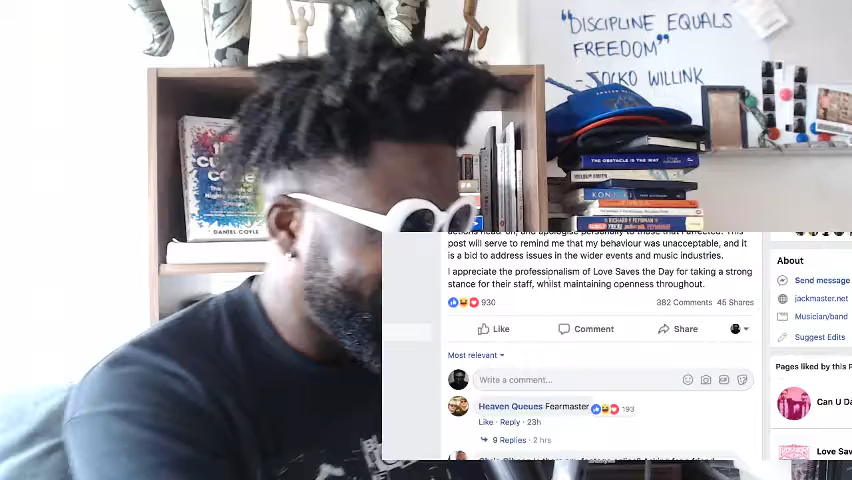 "DISCIPLINE EQUALS
FREEDOM"
- JOCKO WILLINK
THE OBSTACLE IS THE WAY
DANIEL COYLE
RICHARD P. FEYNMAN
post will serve to remind me that my behaviour was unacceptable, and it
is a bid to address issues in the wider events and music industries.
I appreciate the professionalism of Love Saves the Day for taking a strong
stance for their staff, whilst maintaining openness throughout.
930
382 Comments 45 Shares
Like
Comment
Share
Most relevant
Write a comment...
GIF
Heaven Queues Fearmaster
193
Like · Reply · 23h
9 Replies · 2 hrs
About
Send message
jackmaster.net
Musician/band
Suggest Edits
Pages liked by this P
Can U Da
Love Sav